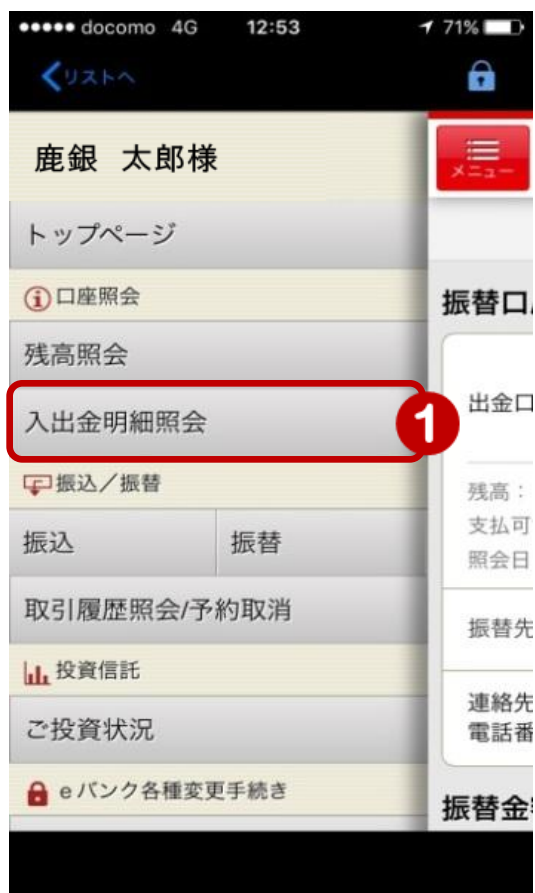 docomo 4G 12:53 71%
リストへ
鹿銀 太郎様
メニュー
トップページ
口座照会
振替口
残高照会
入出金明細照会
1
出金口
振込／振替
残高：
支払可
照会日
振込 振替
取引履歴照会/予約取消
振替先
投資信託
連絡先
電話番
ご投資状況
eバンク各種変更手続き
振替金